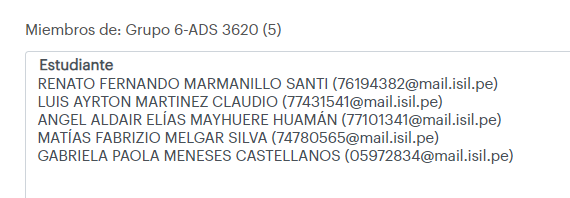 Miembros de: Grupo 6-ADS 3620 (5)
Estudiante
RENATO FERNANDO MARMANILLO SANTI (76194382@mail.isil.pe)
LUIS AYRTON MARTINEZ CLAUDIO (77431541@mail.isil.pe)
ANGEL ALDAIR ELÍAS MAYHUERE HUAMÁN (77101341@mail.isil.pe)
MATÍAS FABRIZIO MELGAR SILVA (74780565@mail.isil.pe)
GABRIELA PAOLA MENESES CASTELLANOS (05972834@mail.isil.pe)